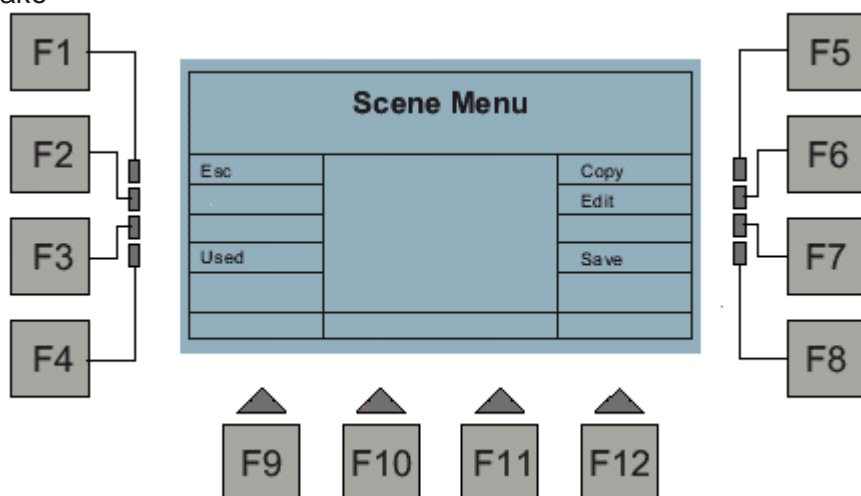 F1
F5
Scene Menu
F2
F6
Esc
Copy
Edit
F3
F7
Used
Save
F4
F8
F9
F10
F11
F12